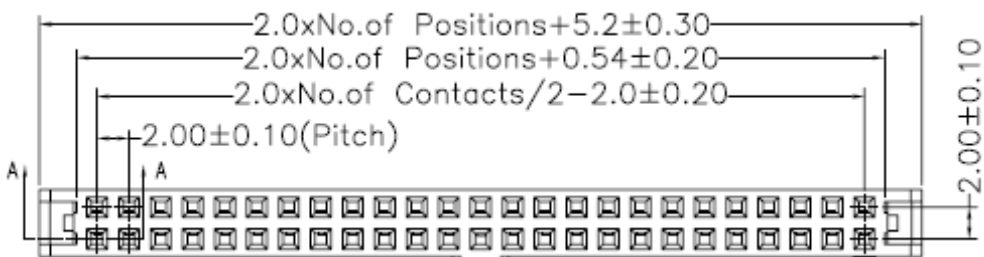 2.0xNo.of Positions+5.2±0.30
2.0xNo.of Positions+0.54±0.20
2.0xNo.of Contacts/2-2.0±0.20
2.00±0.10(Pitch)
2.00±0.10
A
A